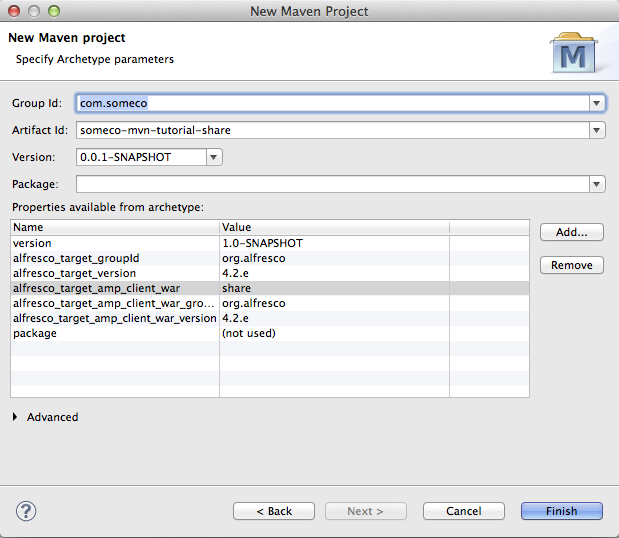 New Maven Project
New Maven project
Specify Archetype parameters
M
Group Id: com.someco
Artifact Id: someco-mvn-tutorial-share
Version: 0.0.1-SNAPSHOT
Package:
Properties available from archetype:
Name Value
version 1.0-SNAPSHOT
alfresco_target_groupId org.alfresco
alfresco_target_version 4.2.e
alfresco_target_amp_client_war share
alfresco_target_amp_client_war_gro... org.alfresco
alfresco_target_amp_client_war_version 4.2.e
package (not used)
Add...
Remove
Advanced
? < Back Next > Cancel Finish